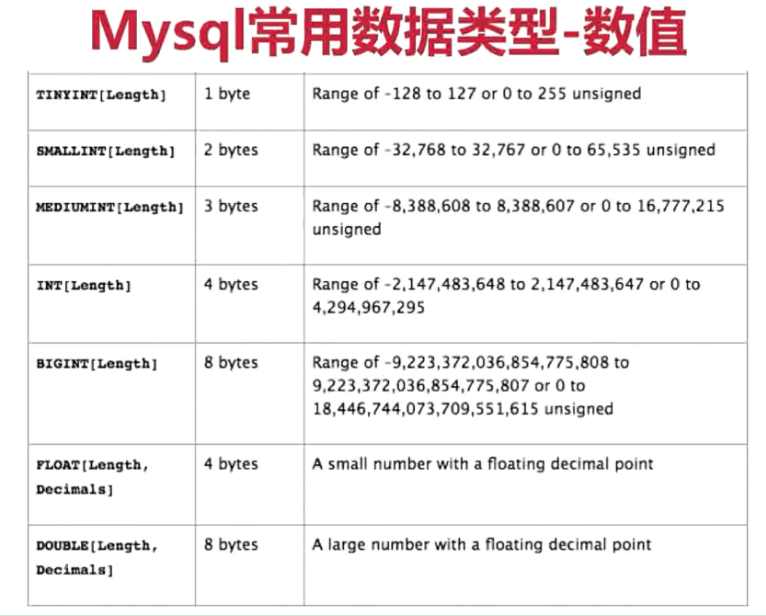 Mysql常用数据类型-数值
TINYINT[Length] 1 byte Range of -128 to 127 or 0 to 255 unsigned
SMALLINT[Length] 2 bytes Range of -32,768 to 32,767 or 0 to 65,535 unsigned
MEDIUMINT[Length] 3 bytes Range of -8,388,608 to 8,388,607 or 0 to 16,777,215
unsigned
INT[Length] 4 bytes Range of -2,147,483,648 to 2,147,483,647 or 0 to
4,294,967,295
BIGINT[Length] 8 bytes Range of -9,223,372,036,854,775,808 to
9,223,372,036,854,775,807 or 0 to
18,446,744,073,709,551,615 unsigned
FLOAT[Length, 4 bytes A small number with a floating decimal point
Decimals]
DOUBLE[Length, 8 bytes A large number with a floating decimal point
Decimals]